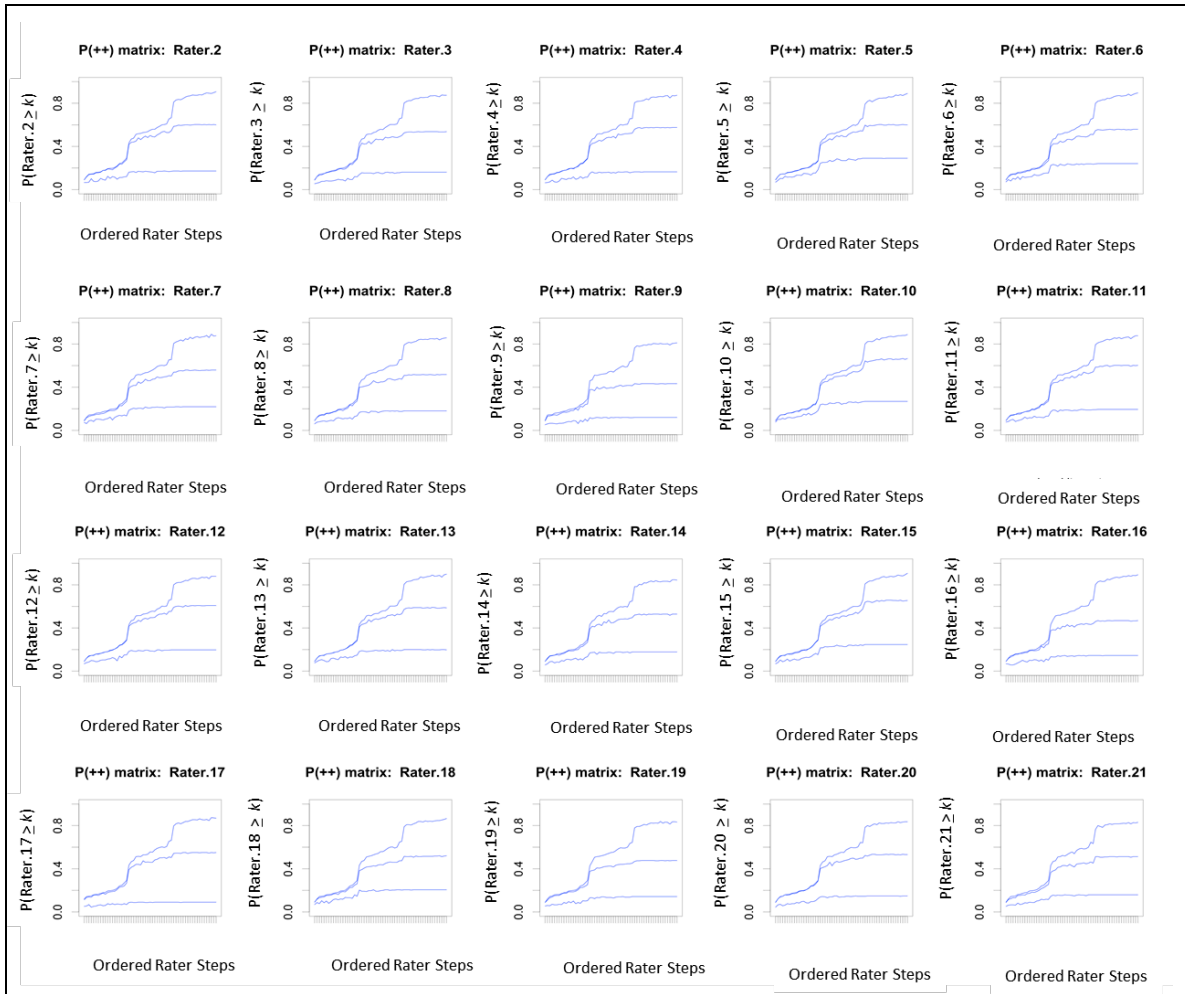 P(++) matrix: Rater.2
P(Rater.2 ≥ k)
0.0 0.4 0.8
Ordered Rater Steps
P(++) matrix: Rater.3
P(Rater.3 ≥ k)
0.0 0.4 0.8
Ordered Rater Steps
P(++) matrix: Rater.4
P(Rater.4 ≥ k)
0.0 0.4 0.8
Ordered Rater Steps
P(++) matrix: Rater.5
P(Rater.5 ≥ k)
0.0 0.4 0.8
Ordered Rater Steps
P(++) matrix: Rater.6
P(Rater.6 ≥ k)
0.0 0.4 0.8
Ordered Rater Steps
P(++) matrix: Rater.7
P(Rater.7 ≥ k)
0.0 0.4 0.8
Ordered Rater Steps
P(++) matrix: Rater.8
P(Rater.8 ≥ k)
0.0 0.4 0.8
Ordered Rater Steps
P(++) matrix: Rater.9
P(Rater.9 ≥ k)
0.0 0.4 0.8
Ordered Rater Steps
P(++) matrix: Rater.10
P(Rater.10 ≥ k)
0.0 0.4 0.8
Ordered Rater Steps
P(++) matrix: Rater.11
P(Rater.11 ≥ k)
0.0 0.4 0.8
Ordered Rater Steps
P(++) matrix: Rater.12
P(Rater.12 ≥ k)
0.0 0.4 0.8
Ordered Rater Steps
P(++) matrix: Rater.13
P(Rater.13 ≥ k)
0.0 0.4 0.8
Ordered Rater Steps
P(++) matrix: Rater.14
P(Rater.14 ≥ k)
0.0 0.4 0.8
Ordered Rater Steps
P(++) matrix: Rater.15
P(Rater.15 ≥ k)
0.0 0.4 0.8
Ordered Rater Steps
P(++) matrix: Rater.16
P(Rater.16 ≥ k)
0.0 0.4 0.8
Ordered Rater Steps
P(++) matrix: Rater.17
P(Rater.17 ≥ k)
0.0 0.4 0.8
Ordered Rater Steps
P(++) matrix: Rater.18
P(Rater.18 ≥ k)
0.0 0.4 0.8
Ordered Rater Steps
P(++) matrix: Rater.19
P(Rater.19 ≥ k)
0.0 0.4 0.8
Ordered Rater Steps
P(++) matrix: Rater.20
P(Rater.20 ≥ k)
0.0 0.4 0.8
Ordered Rater Steps
P(++) matrix: Rater.21
P(Rater.21 ≥ k)
0.0 0.4 0.8
Ordered Rater Steps